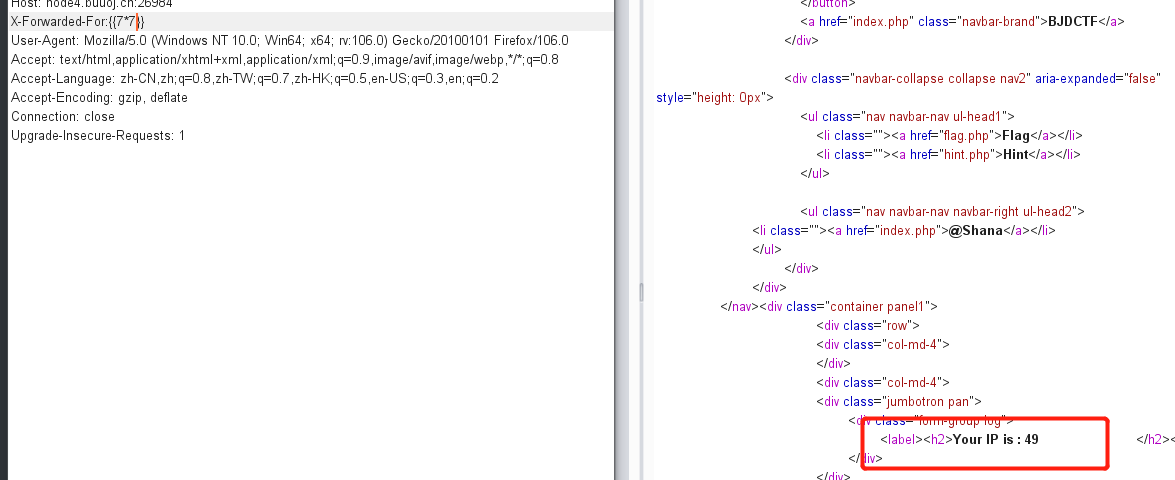 Host: node4.buuoj.cn:26984
X-Forwarded-For:{{7*7}}
User-Agent: Mozilla/5.0 (Windows NT 10.0; Win64; x64; rv:106.0) Gecko/20100101 Firefox/106.0
Accept: text/html,application/xhtml+xml,application/xml;q=0.9,image/avif,image/webp,*/*;q=0.8
Accept-Language: zh-CN,zh;q=0.8,zh-TW;q=0.7,zh-HK;q=0.5,en-US;q=0.3,en;q=0.2
Accept-Encoding: gzip, deflate
Connection: close
Upgrade-Insecure-Requests: 1
</button>
<a href="index.php" class="navbar-brand">BJDCTF</a>
</div>
<div class="navbar-collapse collapse nav2" aria-expanded="false"
style="height: 0px">
<ul class="nav navbar-nav ul-head1">
<li class=""><a href="flag.php">Flag</a></li>
<li class=""><a href="hint.php">Hint</a></li>
</ul>
<ul class="nav navbar-nav navbar-right ul-head2">
<li class=""><a href="index.php">@Shana</a></li>
</ul>
</div>
</div>
</nav><div class="container panel1">
<div class="row">
<div class="col-md-4">
</div>
<div class="col-md-4">
<div class="jumbotron pan">
<div class="form-group log">
<label><h2>Your IP is : 49 </h2><
</div>
</div>